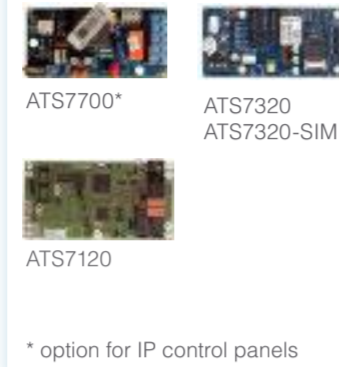 ATS7700*
ATS7320
ATS7320-SIM
ATS7120
* option for IP control panels